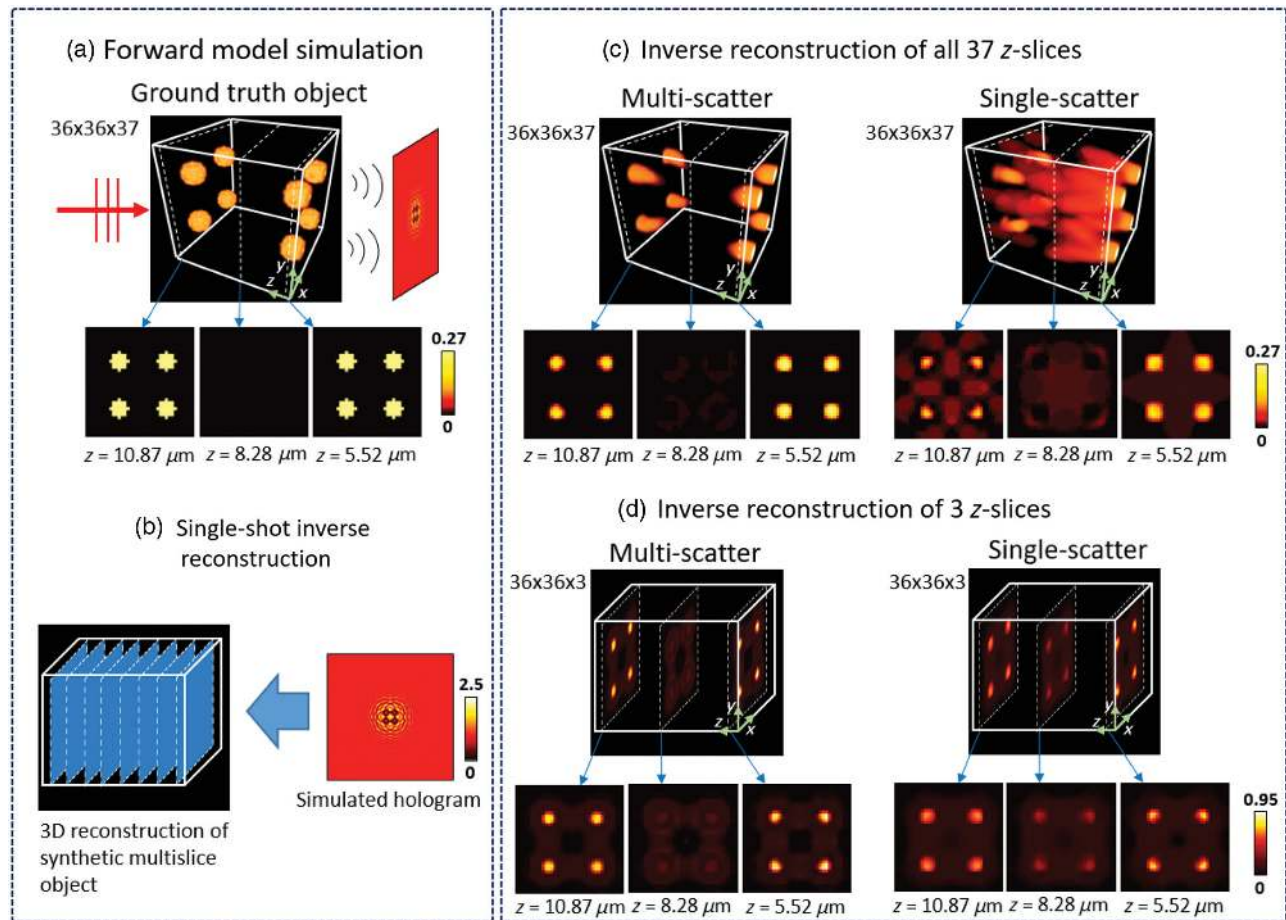 (a) Forward model simulation
Ground truth object
36x36x37
y
z
x
0.27
0
z = 10.87 μm z = 8.28 μm z = 5.52 μm
(b) Single-shot inverse
reconstruction
2.5
0
Simulated hologram
3D reconstruction of
synthetic multislice
object
(c) Inverse reconstruction of all 37 z-slices
Multi-scatter
36x36x37
y
z
x
z = 10.87 μm z = 8.28 μm z = 5.52 μm
Single-scatter
36x36x37
y
z
x
0.27
0
z = 10.87 μm z = 8.28 μm z = 5.52 μm
(d) Inverse reconstruction of 3 z-slices
Multi-scatter
36x36x3
y
z
x
z = 10.87 μm z = 8.28 μm z = 5.52 μm
Single-scatter
36x36x3
y
z
x
0.95
0
z = 10.87 μm z = 8.28 μm z = 5.52 μm